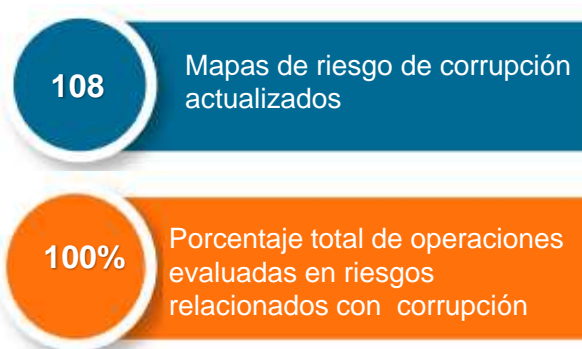 108
Mapas de riesgo de corrupción
actualizados
100%
Porcentaje total de operaciones
evaluadas en riesgos
relacionados con corrupción